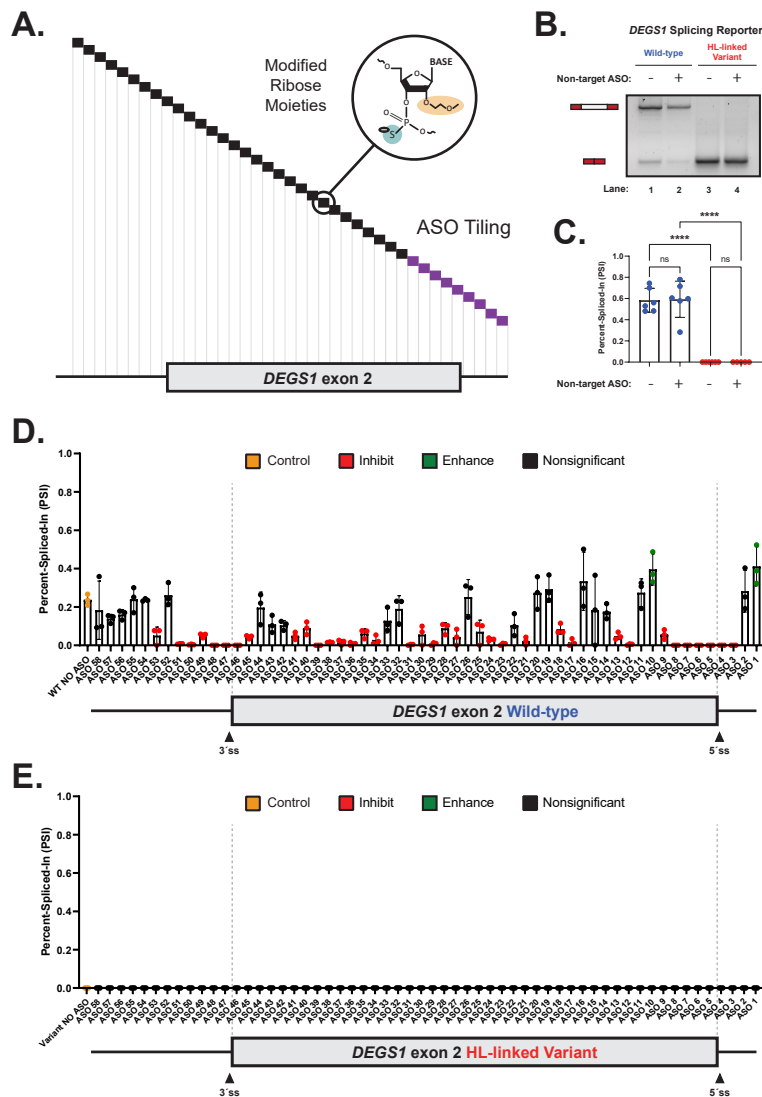 A.
Modified
Ribose
Moieties
BASE
O
O
O
O
O
P
O
S
ASO Tiling
DEGS1 exon 2
B.
DEGS1 Splicing Reporter
Wild-type
HL-linked
Variant
Non-target ASO: – + – +
Lane: 1 2 3 4
C.
****
****
ns ns
Percent-Spliced-In (PSI)
1.0
0.8
0.6
0.4
0.2
0.0
Non-target ASO: – + – +
D.
Control Inhibit Enhance Nonsignificant
Percent-Spliced-In (PSI)
1.0
0.8
0.6
0.4
0.2
0.0
WT NO ASO ASO 58 ASO 57 ASO 56 ASO 55 ASO 54 ASO 53 ASO 52 ASO 51 ASO 50 ASO 49 ASO 48 ASO 47 ASO 46 ASO 45 ASO 44 ASO 43 ASO 42 ASO 41 ASO 40 ASO 39 ASO 38 ASO 37 ASO 36 ASO 35 ASO 34 ASO 33 ASO 32 ASO 31 ASO 30 ASO 29 ASO 28 ASO 27 ASO 26 ASO 25 ASO 24 ASO 23 ASO 22 ASO 21 ASO 20 ASO 19 ASO 18 ASO 17 ASO 16 ASO 15 ASO 14 ASO 13 ASO 12 ASO 11 ASO 10 ASO 9 ASO 8 ASO 7 ASO 6 ASO 5 ASO 4 ASO 3 ASO 2 ASO 1
DEGS1 exon 2 Wild-type
3´ss 5´ss
E.
Control Inhibit Enhance Nonsignificant
Percent-Spliced-In (PSI)
1.0
0.8
0.6
0.4
0.2
0.0
Variant NO ASO ASO 58 ASO 57 ASO 56 ASO 55 ASO 54 ASO 53 ASO 52 ASO 51 ASO 50 ASO 49 ASO 48 ASO 47 ASO 46 ASO 45 ASO 44 ASO 43 ASO 42 ASO 41 ASO 40 ASO 39 ASO 38 ASO 37 ASO 36 ASO 35 ASO 34 ASO 33 ASO 32 ASO 31 ASO 30 ASO 29 ASO 28 ASO 27 ASO 26 ASO 25 ASO 24 ASO 23 ASO 22 ASO 21 ASO 20 ASO 19 ASO 18 ASO 17 ASO 16 ASO 15 ASO 14 ASO 13 ASO 12 ASO 11 ASO 10 ASO 9 ASO 8 ASO 7 ASO 6 ASO 5 ASO 4 ASO 3 ASO 2 ASO 1
DEGS1 exon 2 HL-linked Variant
3´ss 5´ss